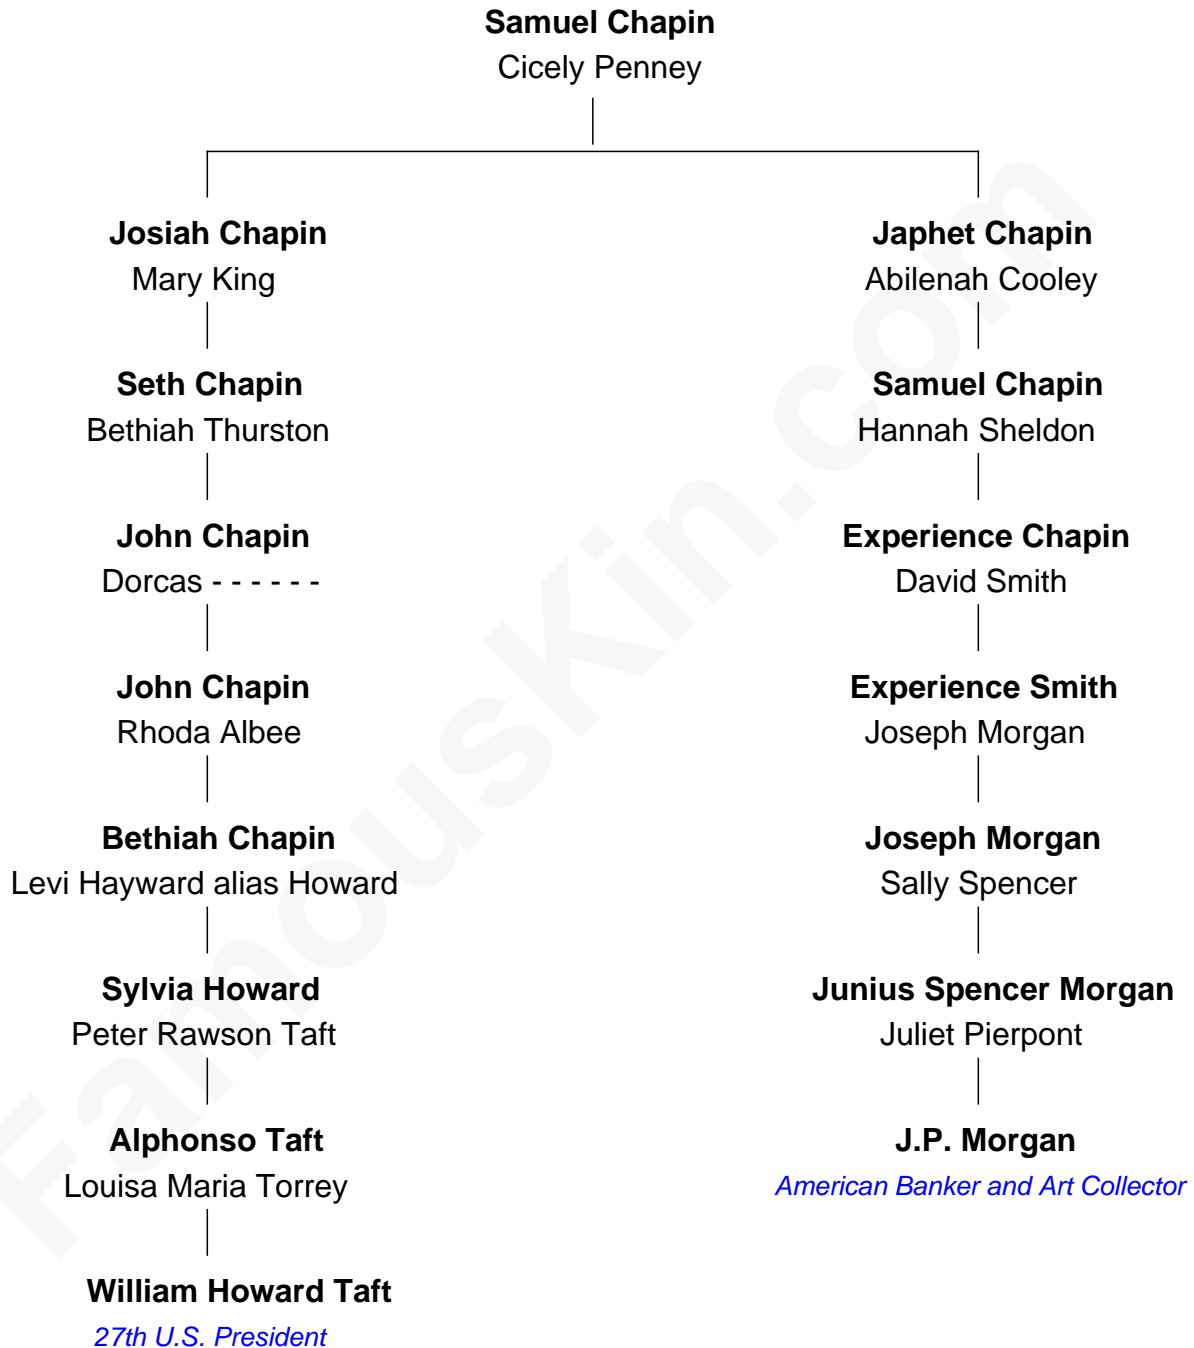 Samuel Chapin
Cicely Penney
Josiah Chapin
Mary King
Seth Chapin
Bethiah Thurston
John Chapin
Dorcas - - - - - -
John Chapin
Rhoda Albee
Bethiah Chapin
Levi Hayward alias Howard
Sylvia Howard
Peter Rawson Taft
Alphonso Taft
Louisa Maria Torrey
William Howard Taft
27th U.S. President
Japhet Chapin
Abilenah Cooley
Samuel Chapin
Hannah Sheldon
Experience Chapin
David Smith
Experience Smith
Joseph Morgan
Joseph Morgan
Sally Spencer
Junius Spencer Morgan
Juliet Pierpont
J.P. Morgan
American Banker and Art Collector
FamousKin.com